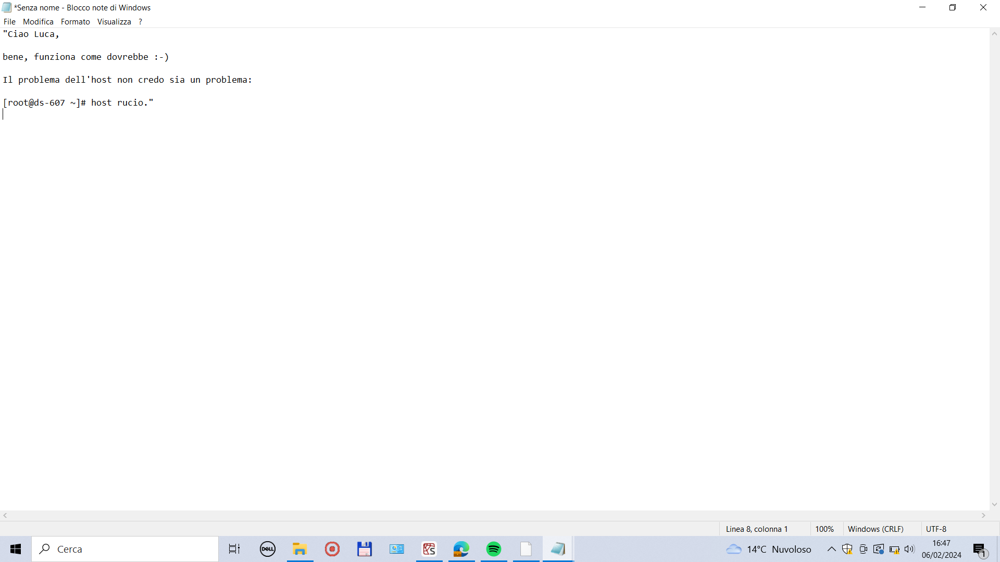 *Senza nome - Blocco note di Windows
File Modifica Formato Visualizza ?
"Ciao Luca,
bene, funziona come dovrebbe :-)
Il problema dell'host non credo sia un problema:
[root@ds-607 ~]# host rucio."
Linea 8, colonna 1 100% Windows (CRLF) UTF-8
Cerca
DELL
14°C Nuvoloso
16:47
06/02/2024
1